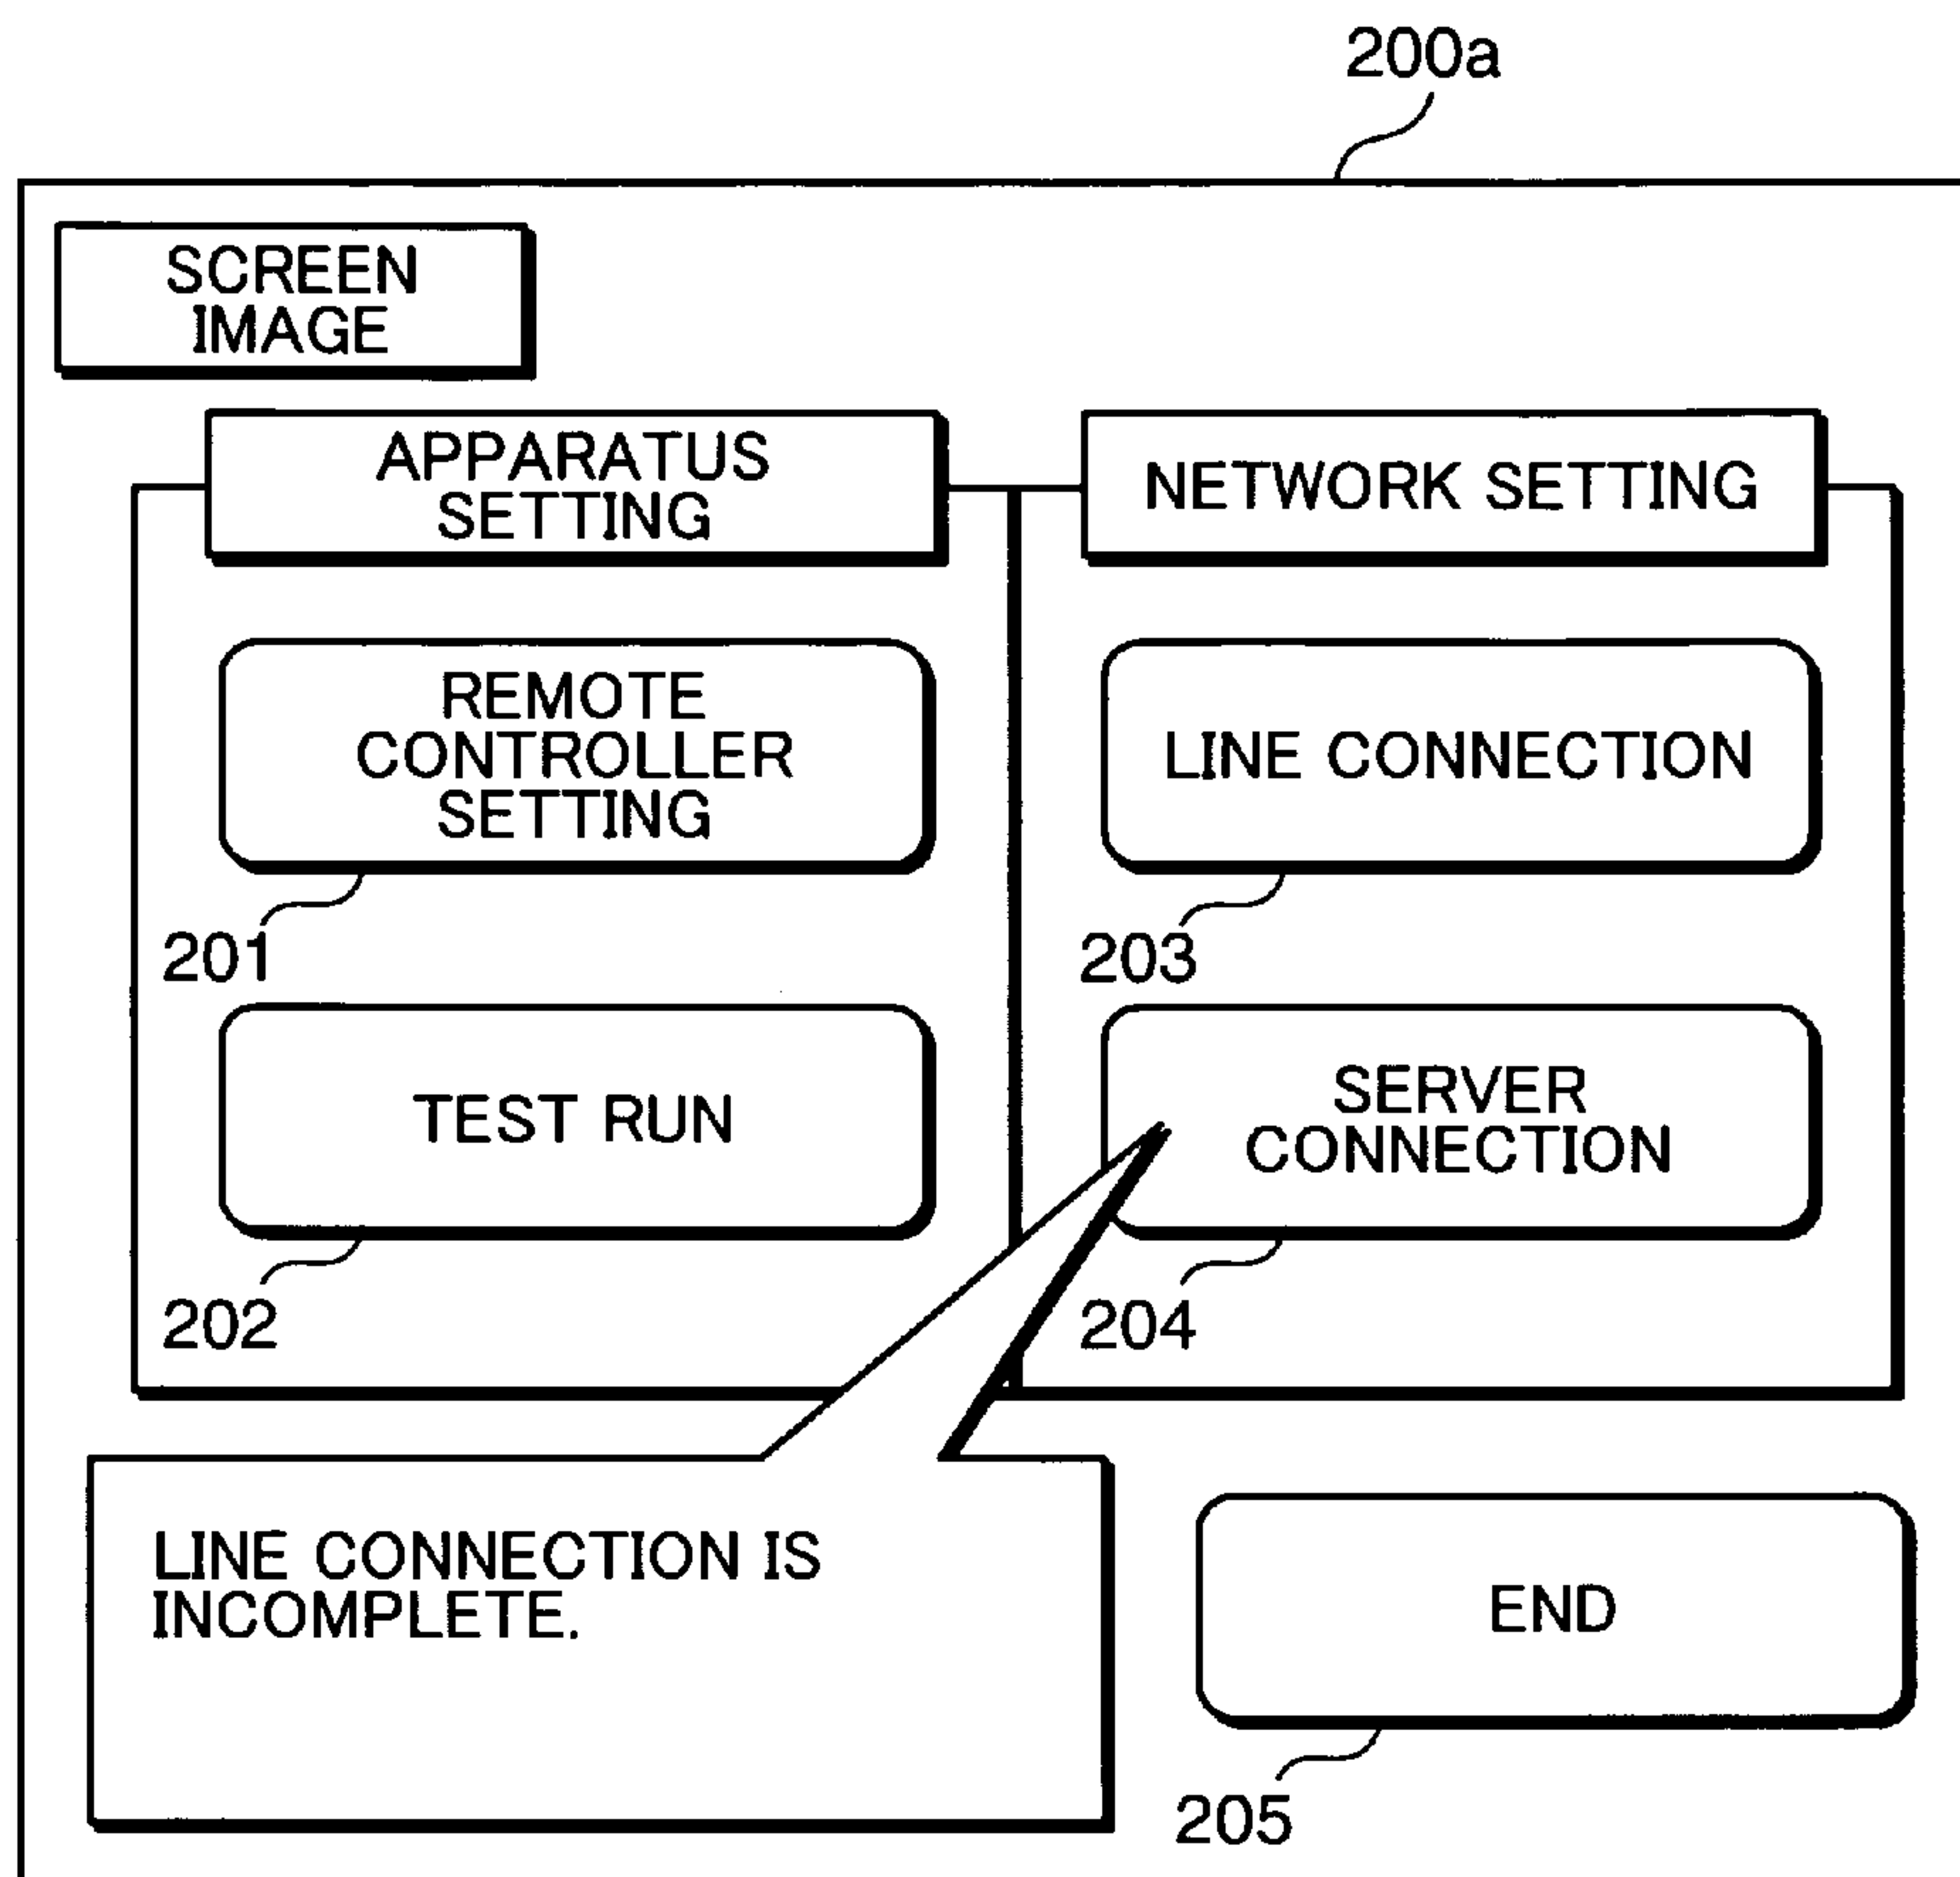 200a
SCREEN
IMAGE
APPARATUS
SETTING
NETWORK SETTING
REMOTE
CONTROLLER
SETTING
201
LINE CONNECTION
203
TEST RUN
202
SERVER
CONNECTION
204
LINE CONNECTION IS
INCOMPLETE.
END
205